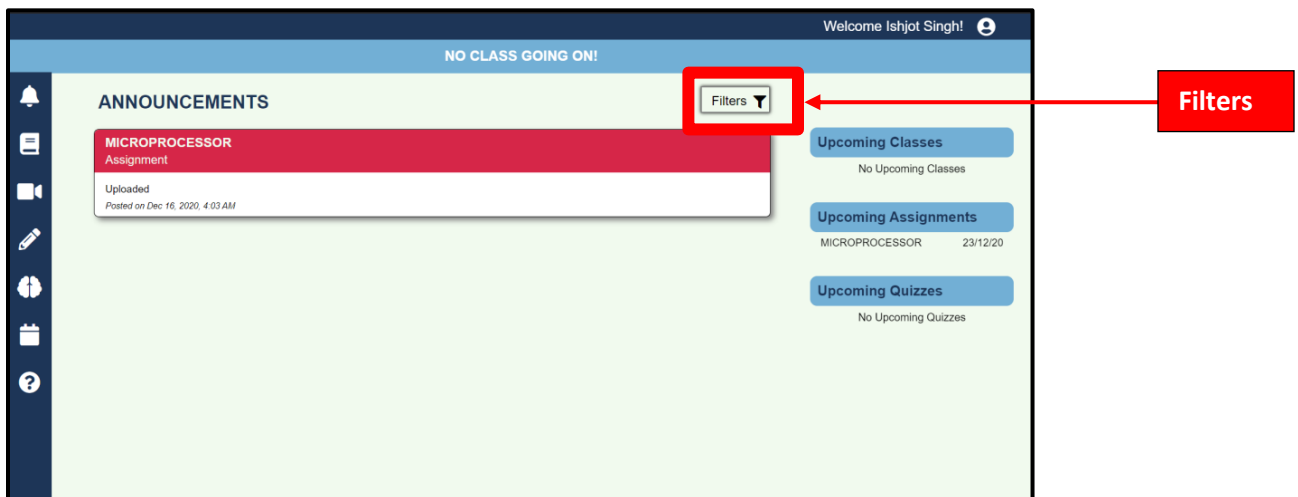 Welcome Ishjot Singh!
NO CLASS GOING ON!
ANNOUNCEMENTS
Filters
Filters
MICROPROCESSOR
Assignment
Uploaded
Posted on Dec 16, 2020, 4:03 AM
Upcoming Classes
No Upcoming Classes
Upcoming Assignments
MICROPROCESSOR 23/12/20
Upcoming Quizzes
No Upcoming Quizzes